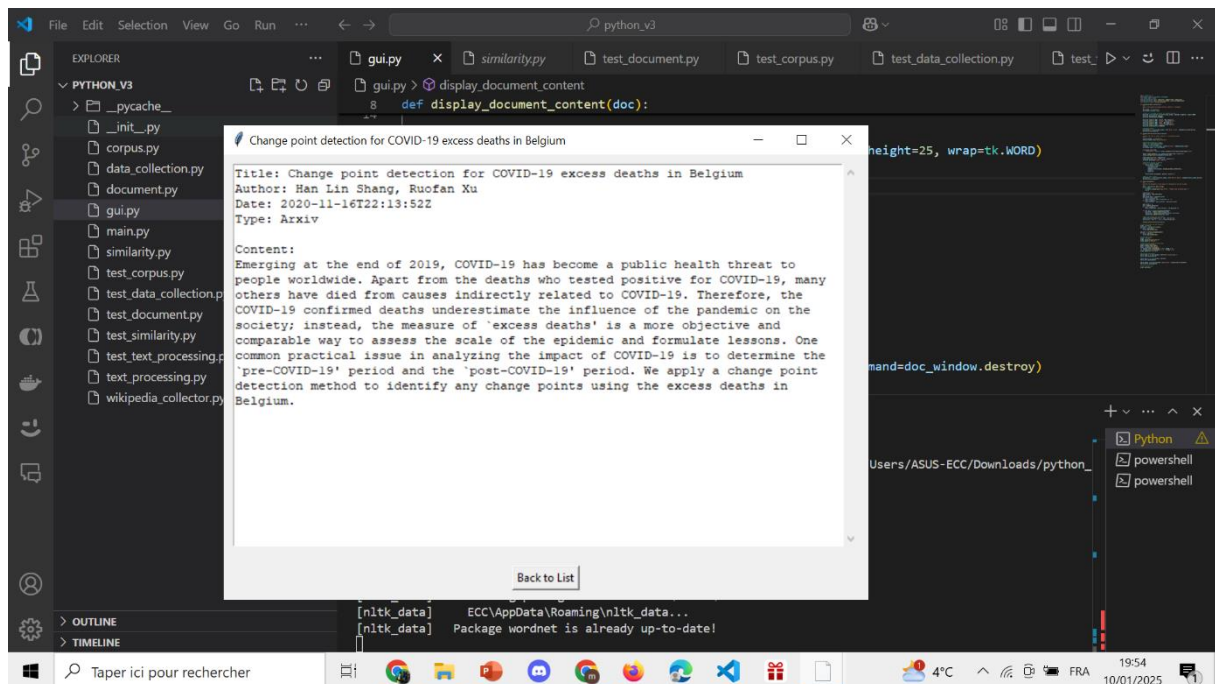 File Edit Selection View Go Run ··· python_v3
EXPLORER ···
gui.py × similarity.py test_document.py test_corpus.py test_data_collection.py test_
PYTHON_V3
gui.py > display_document_content
8 def display_document_content(doc):
__pycache__
__init__.py
corpus.py
data_collection.py
document.py
gui.py
main.py
similarity.py
test_corpus.py
test_data_collection.p
test_document.py
test_similarity.py
test_text_processing.p
text_processing.py
wikipedia_collector.py
height=25, wrap=tk.WORD)
mand=doc_window.destroy)
Change point detection for COVID-19 excess deaths in Belgium
Title: Change point detection for COVID-19 excess deaths in Belgium
Author: Han Lin Shang, Ruofan Xu
Date: 2020-11-16T22:13:52Z
Type: Arxiv
Content:
Emerging at the end of 2019, COVID-19 has become a public health threat to
people worldwide. Apart from the deaths who tested positive for COVID-19, many
others have died from causes indirectly related to COVID-19. Therefore, the
COVID-19 confirmed deaths underestimate the influence of the pandemic on the
society; instead, the measure of `excess deaths' is a more objective and
comparable way to assess the scale of the epidemic and formulate lessons. One
common practical issue in analyzing the impact of COVID-19 is to determine the
`pre-COVID-19' period and the `post-COVID-19' period. We apply a change point
detection method to identify any change points using the excess deaths in
Belgium.
Back to List
Users/ASUS-ECC/Downloads/python_
Python
powershell
powershell
[nltk_data] ECC\AppData\Roaming\nltk_data...
[nltk_data] Package wordnet is already up-to-date!
OUTLINE
TIMELINE
Taper ici pour rechercher
4°C FRA 19:54
10/01/2025